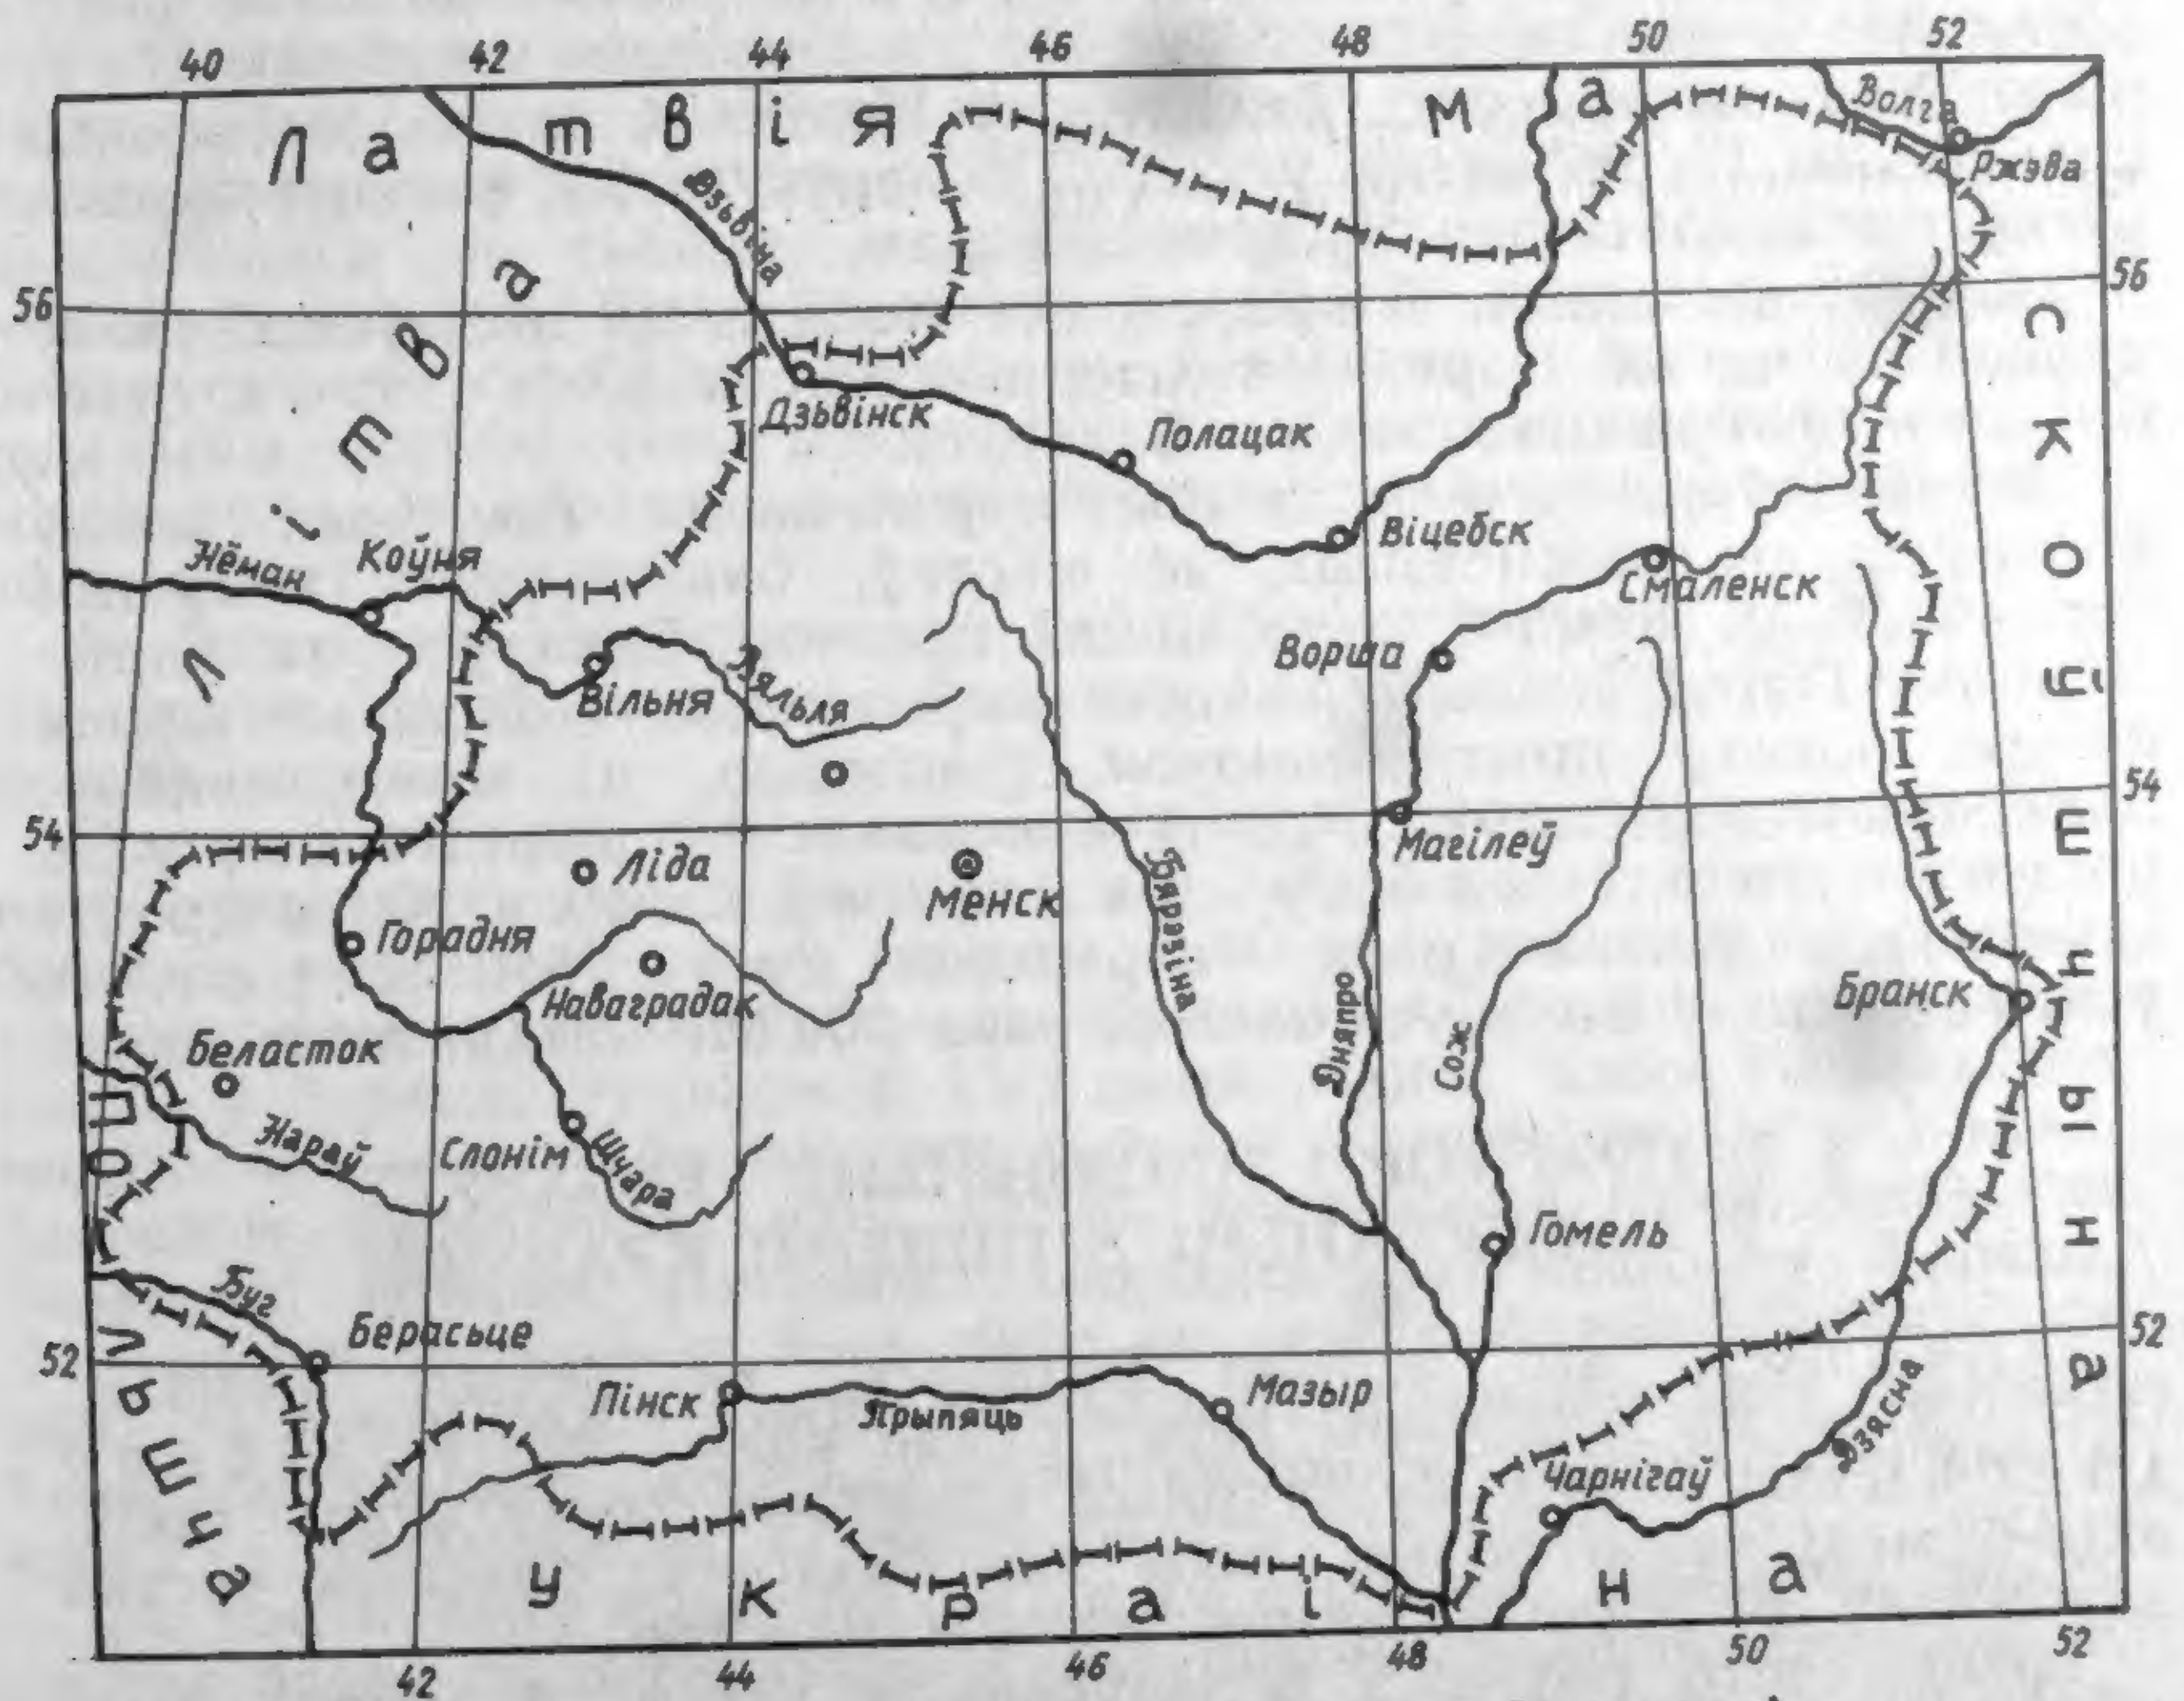 40 42 44 46 48 50 52
Латвія
Маскоўшчына
Волга
Ржэва
Дзьвіна
56
56
Літва
Дзьвінск
Полацак
Віцебск
Нёман
Коўня
Смаленск
Ворша
Вільня
Вяльля
54
54
Магілеў
Ліда
Менск
Бярэзіна
Горадня
Наваградак
Дняпро
Сож
Бранск
Беласток
Нараў
Слонім
Шчара
Польшча
Гомель
Буг
Берасьце
52
52
Пінск
Прыпяць
Мазыр
Чарнігаў
Дзясна
Украіна
42 44 46 48 50 52